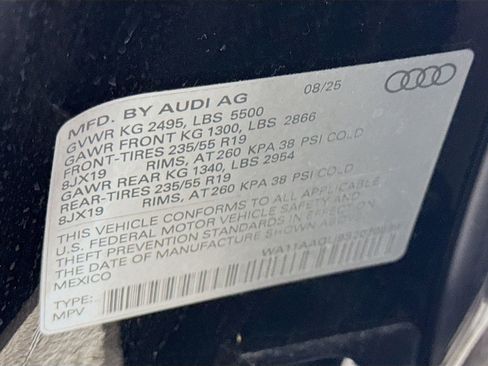 MFD. BY AUDI AG 08/25
GVWR KG 2495, LBS 5500
GAWR FRONT KG 1300, LBS 2866
FRONT-TIRES 235/55 R19
8JX19 RIMS, AT 260 KPA 38 PSI COLD
GAWR REAR KG 1340, LBS 2954
REAR-TIRES 235/55 R19
8JX19 RIMS, AT 260 KPA 38 PSI COLD
THIS VEHICLE CONFORMS TO ALL APPLICABLE
U.S. FEDERAL MOTOR VEHICLE SAFETY AND
THEFT PREVENTION STANDARDS IN EFFECT ON
THE DATE OF MANUFACTURE SHOWN ABOVE
MEXICO
TYPE:
MPV